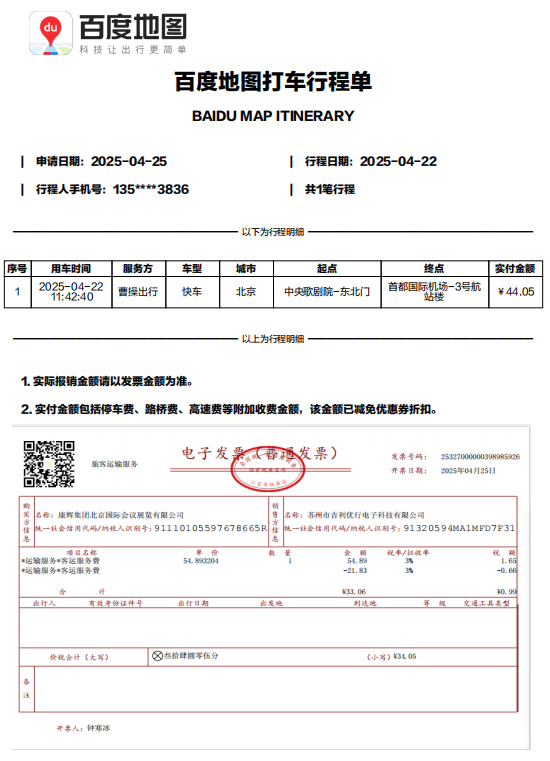 du 百度地图
科技让出行更简单
百度地图打车行程单
BAIDU MAP ITINERARY
| 申请日期：2025-04-25 | 行程日期：2025-04-22
| 行程人手机号：135****3836 | 共1笔行程
以下为行程明细
序号 用车时间 服务方 车型 城市 起点 终点 实付金额
1 2025-04-22 11:42:40 曹操出行 快车 北京 中央歌剧院-东北门 首都国际机场-3号航站楼 ￥44.05
以上为行程明细
1. 实际报销金额请以发票金额为准。
2. 实付金额包括停车费、路桥费、高速费等附加收费金额，该金额已减免优惠券折扣。
旅客运输服务
电子发票（普通发票）
发票号码：25327000000398985926
开票日期：2025年04月25日
购买方信息
名称：康辉集团北京国际会议展览有限公司
统一社会信用代码/纳税人识别号：91110105597678665R
销售方信息
名称：苏州市吉利优行电子科技有限公司
统一社会信用代码/纳税人识别号：91320594MA1MFD7F31
项目名称 单价 数量 金额 税率/征收率 税额
*运输服务*客运服务费 54.893204 1 54.89 3% 1.65
*运输服务*客运服务费 -21.83 3% -0.66
合计 ¥33.06 ¥0.99
出行人 有效身份证件号 出行日期 出发地 到达地 等级 交通工具类型
价税合计（大写） ⊗叁拾肆圆零伍分 （小写）¥34.05
备注
开票人：钟寒冰